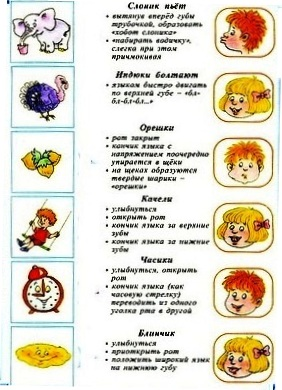 Слоник пьёт
• вытянув вперёд губы
трубочкой, образовать
«хобот слоника»
• «набирать водичку»,
слегка при этом
причмокивая
Индюки болтают
• языком быстро двигать
по верхней губе – «бл-
бл-бл-бл...»
Орешки
• рот закрыт
• кончик языка с
напряжением поочередно
упирается в щёки
• на щеках образуются
твердые шарики –
«орешки»
Качели
• улыбнуться
• открыть рот
• кончик языка за верхние
зубы
• кончик языка за нижние
зубы
Часики
• улыбнуться, открыть
рот
• кончик языка (как
часовую стрелку)
переводить из одного
уголка рта в другой
Блинчик
• улыбнуться
• приоткрыть рот
• положить широкий язык
на нижнюю губу